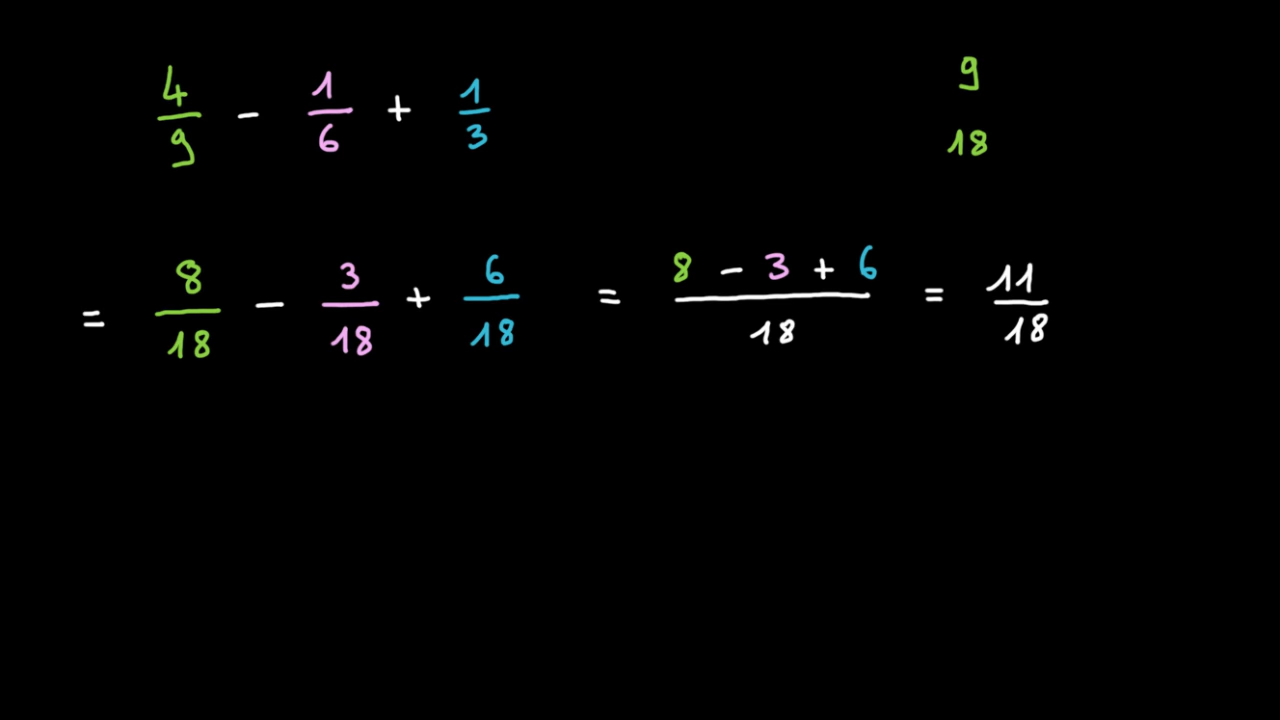 4/9 - 1/6 + 1/3
9
18
= 8/18 - 3/18 + 6/18 = (8 - 3 + 6)/18 = 11/18